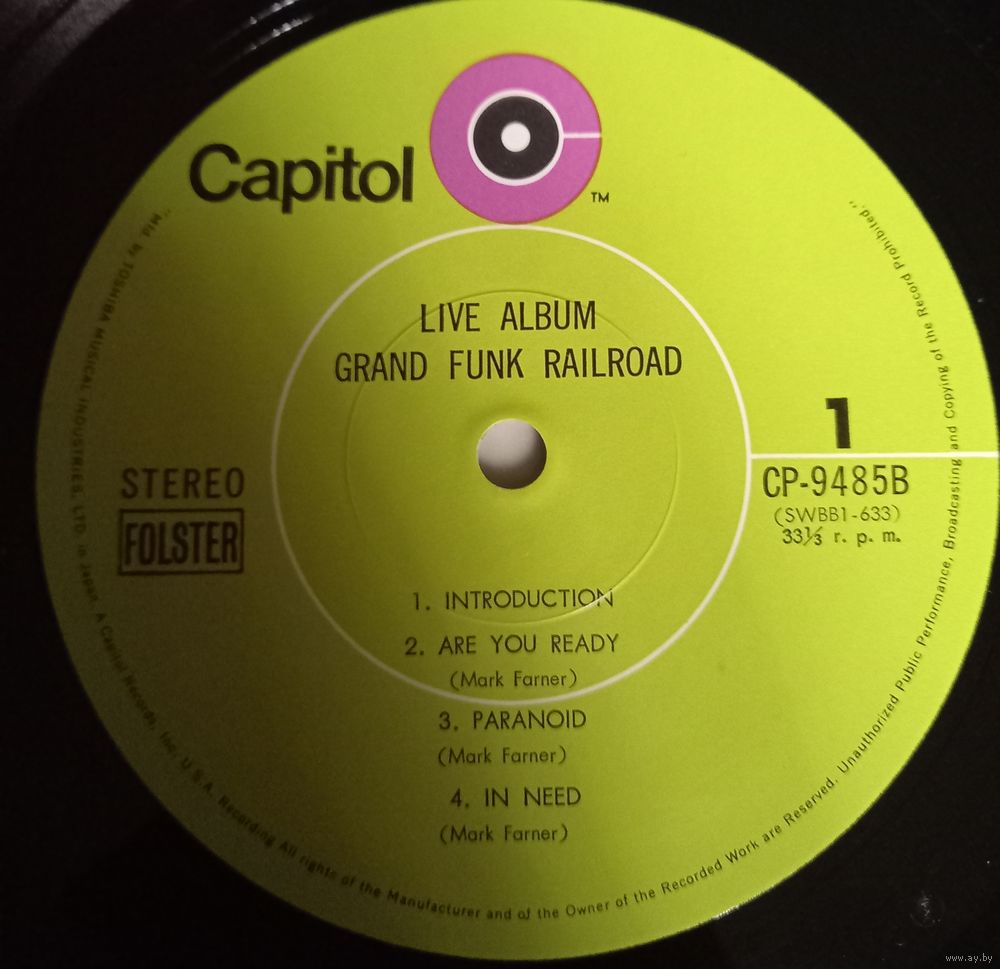 Capitol
TM
LIVE ALBUM
GRAND FUNK RAILROAD
STEREO
FOLSTER
1
CP-9485B
(SWBB1-633)
33⅓ r. p. m.
1. INTRODUCTION
2. ARE YOU READY
(Mark Farner)
3. PARANOID
(Mark Farner)
4. IN NEED
(Mark Farner)
"Mfd. by TOSHIBA MUSICAL INDUSTRIES, LTD. in Japan. A Capitol Records, Inc. U.S.A. Recording All rights of the Manufacturer and of the Owner of the Recorded Work are Reserved. Unauthorized Public Performance, Broadcasting and Copying of the Record Prohibited."
www.ay.by